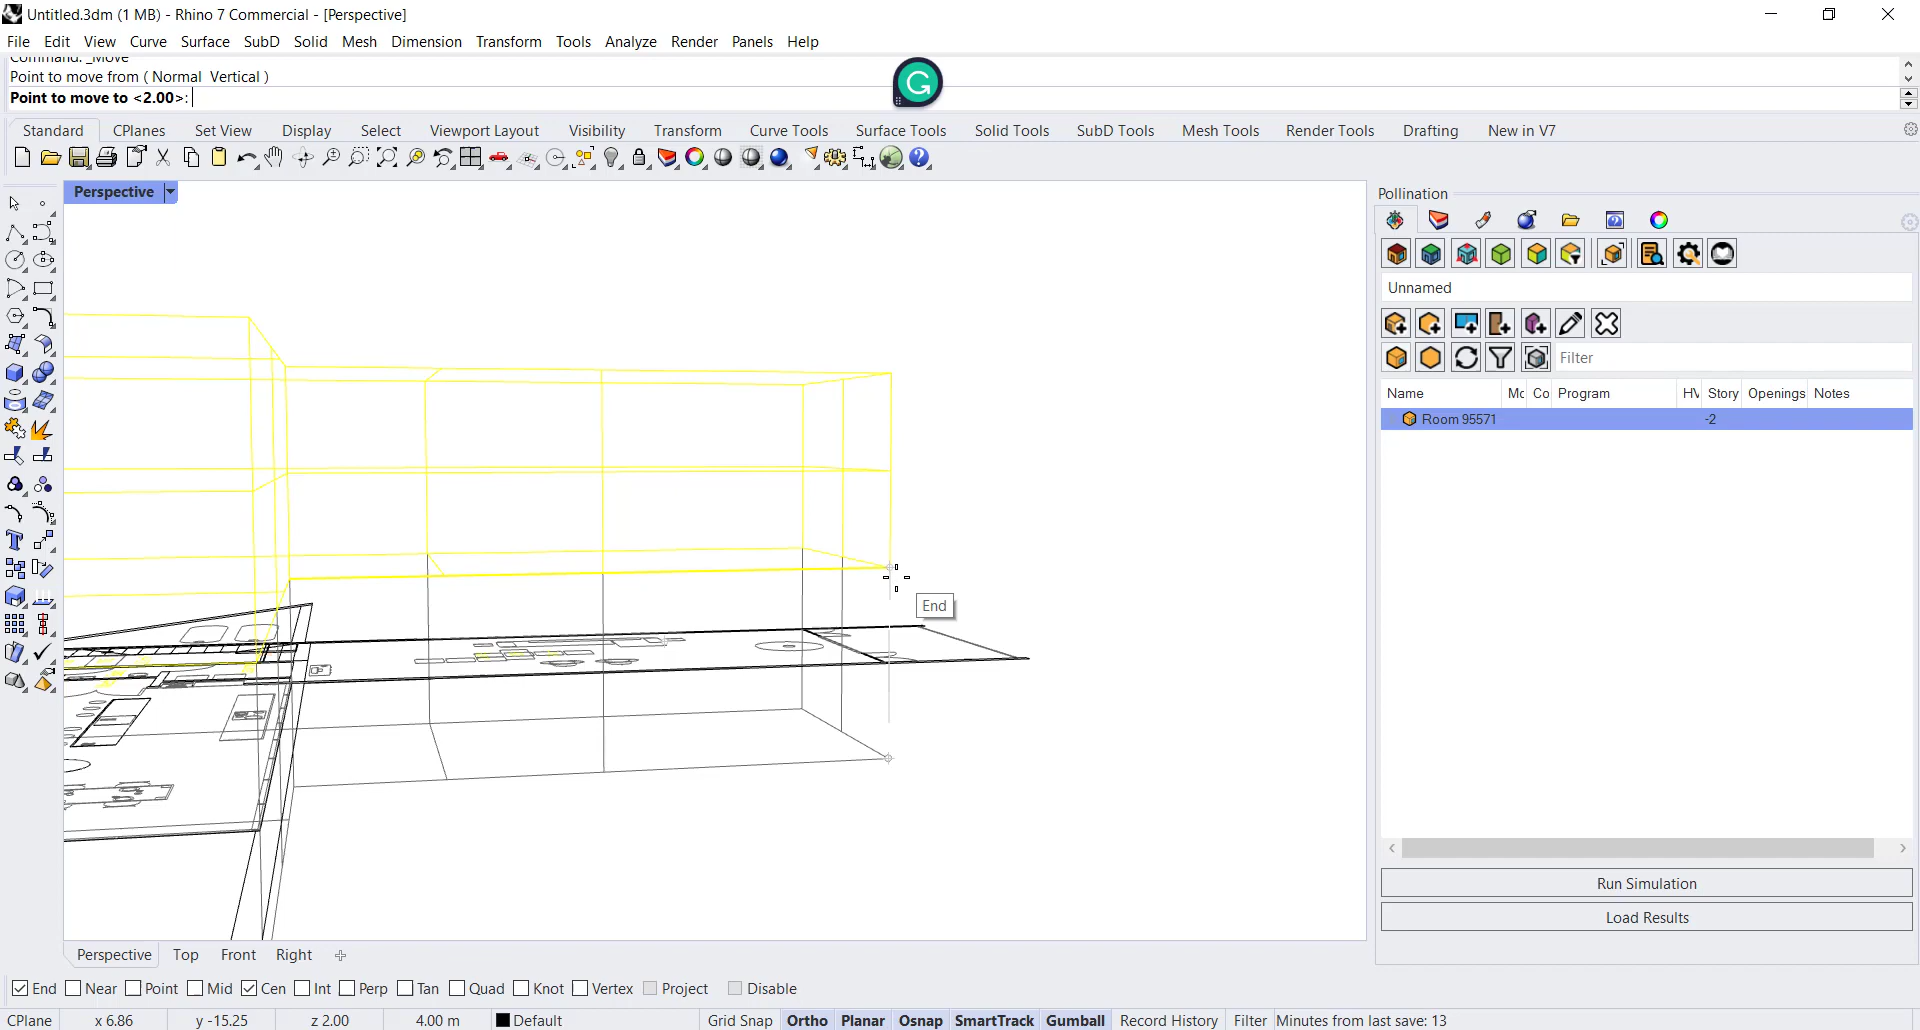 Untitled.3dm (1 MB) - Rhino 7 Commercial - [Perspective]
File Edit View Curve Surface SubD Solid Mesh Dimension Transform Tools Analyze Render Panels Help
Command: _Move
Point to move from ( Normal Vertical )
Point to move to <2.00>:
Standard CPlanes Set View Display Select Viewport Layout Visibility Transform Curve Tools Surface Tools Solid Tools SubD Tools Mesh Tools Render Tools Drafting New in V7
Perspective
Pollination
Unnamed
Filter
Name Mc Co Program HV Story Openings Notes
Room 95571 -2
End
Run Simulation
Load Results
Perspective Top Front Right
End Near Point Mid Cen Int Perp Tan Quad Knot Vertex Project Disable
CPlane x 6.86 y -15.25 z 2.00 4.00 m Default Grid Snap Ortho Planar Osnap SmartTrack Gumball Record History Filter Minutes from last save: 13